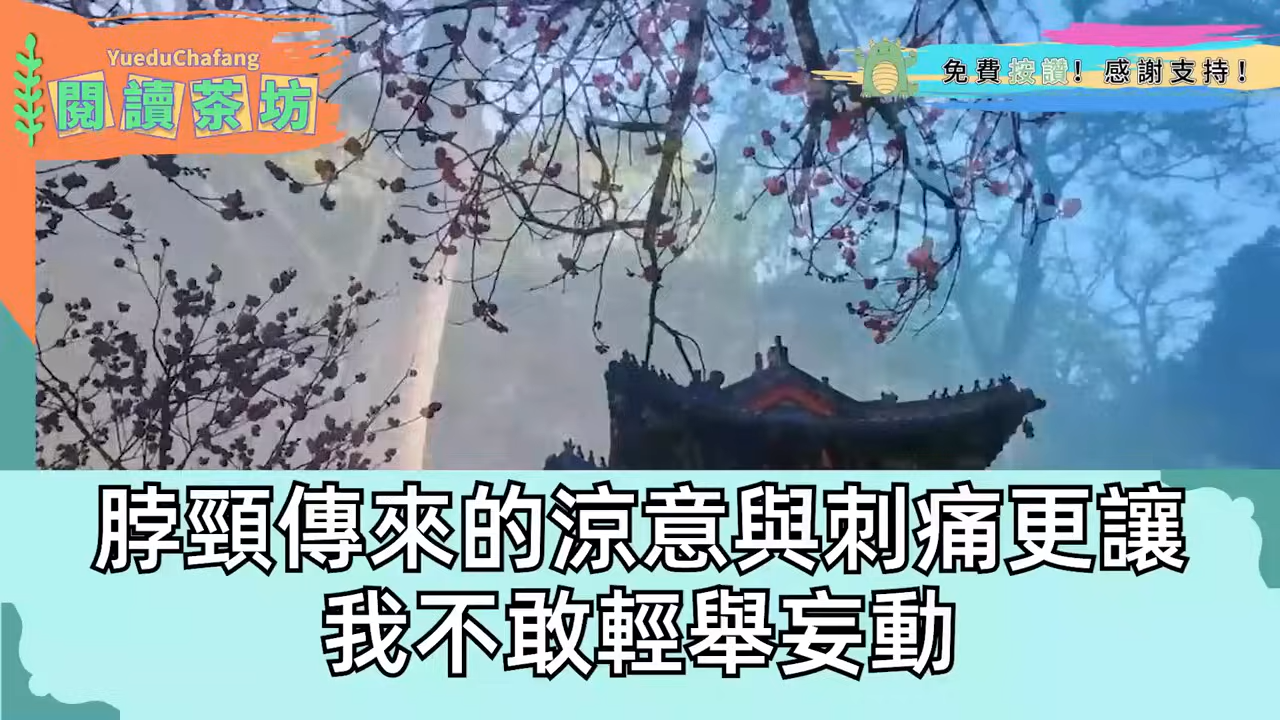 YueduChafang
閱讀茶坊
免費按讚!感謝支持!
脖頸傳來的涼意與刺痛更讓
我不敢輕舉妄動